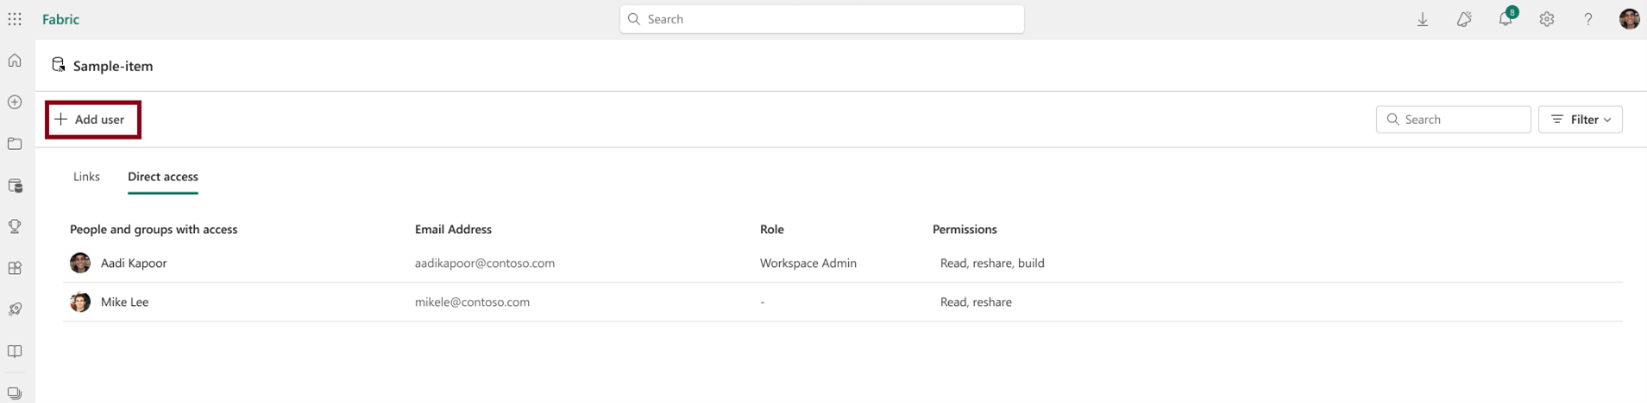 Fabric
Search
8
Sample-item
Add user
Search
Filter
Links
Direct access
People and groups with access Email Address Role Permissions
Aadi Kapoor aadikapoor@contoso.com Workspace Admin Read, reshare, build
Mike Lee mikele@contoso.com - Read, reshare